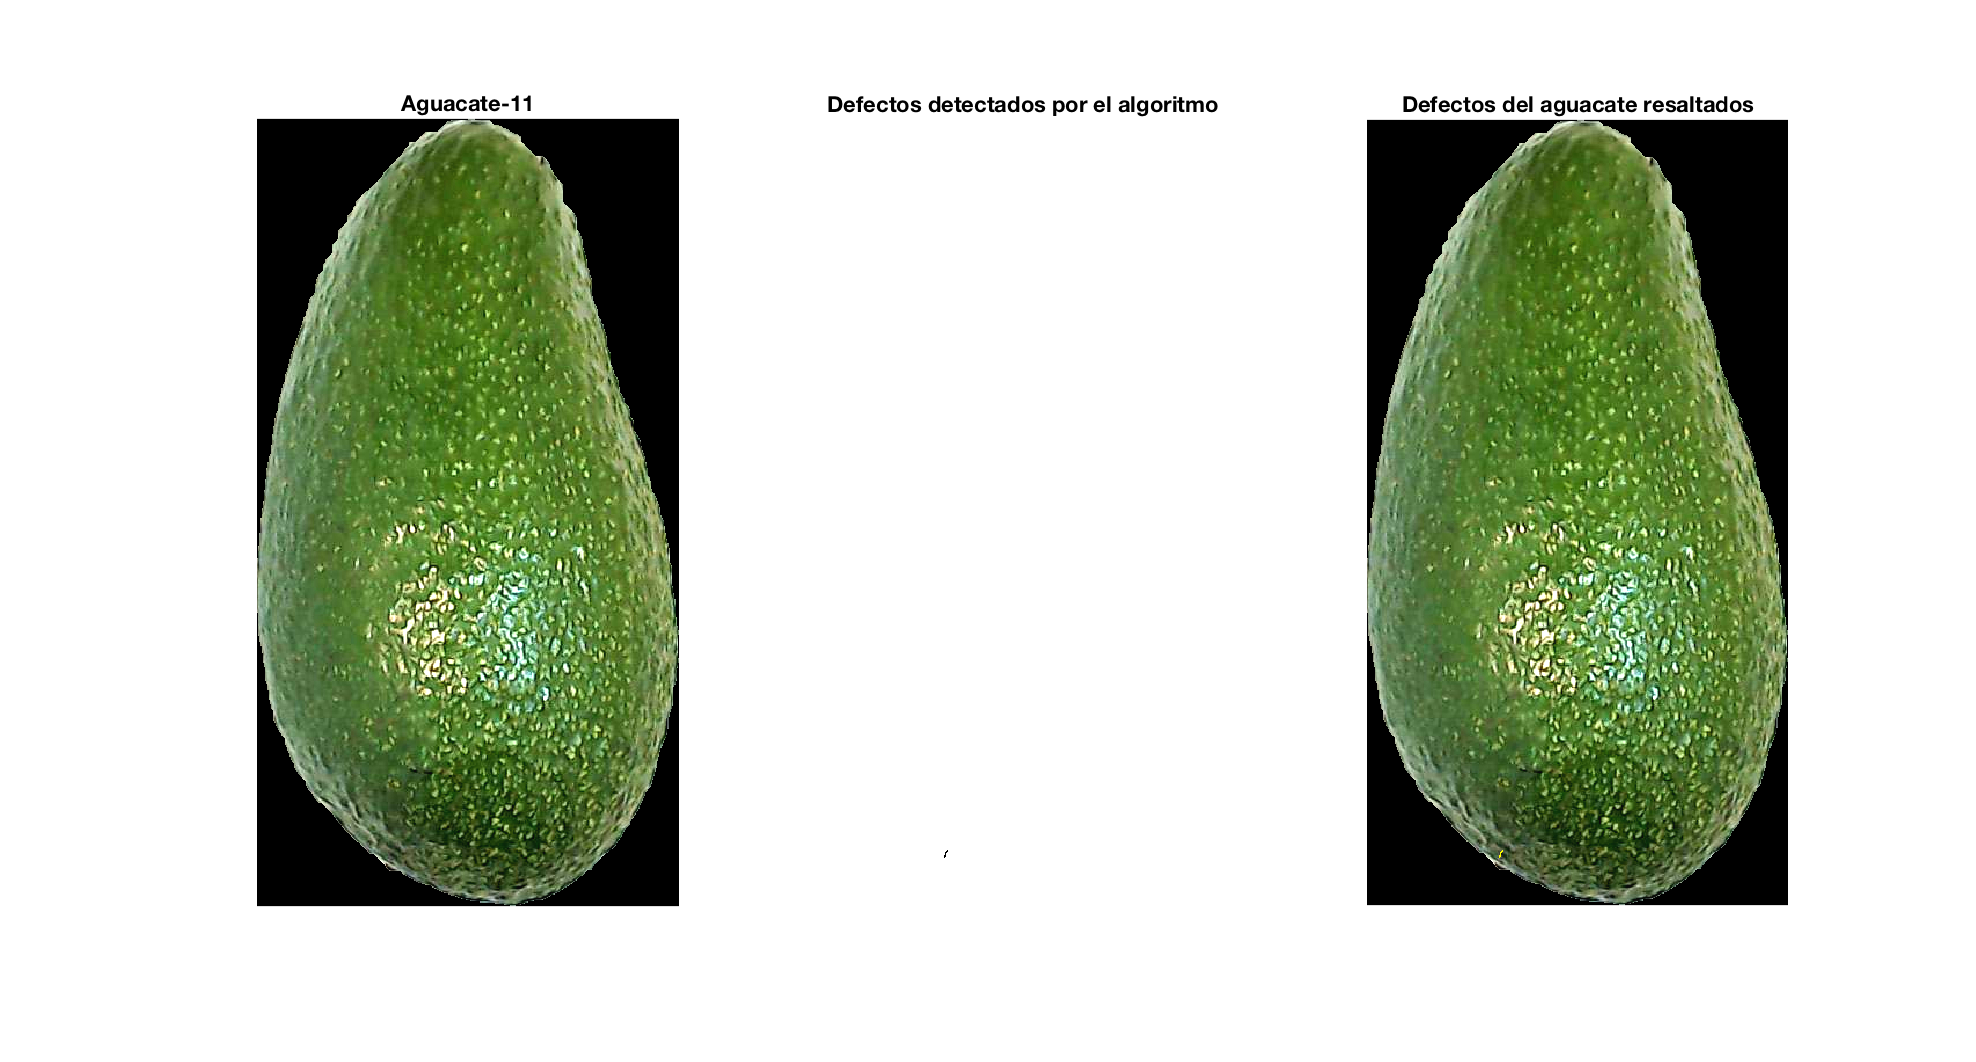 Aguacate-11
Defectos detectados por el algoritmo
Defectos del aguacate resaltados